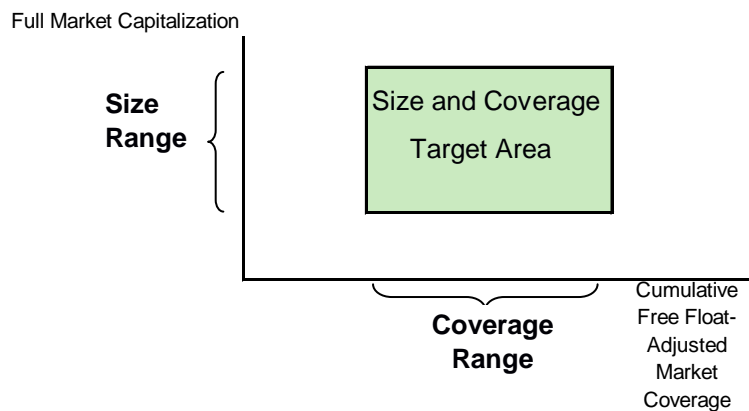 Full Market Capitalization
Size
Range
Size and Coverage
Target Area
Coverage
Range
Cumulative
Free Float-
Adjusted
Market
Coverage